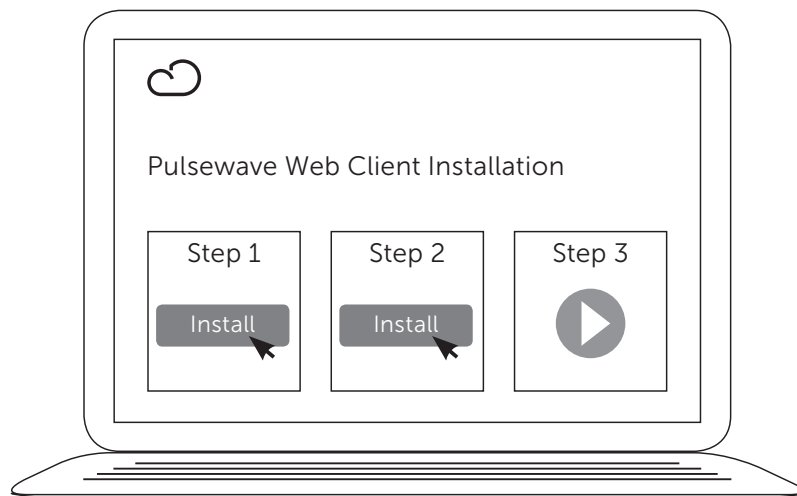 Pulsewave Web Client Installation
Step 1
Install
Step 2
Install
Step 3